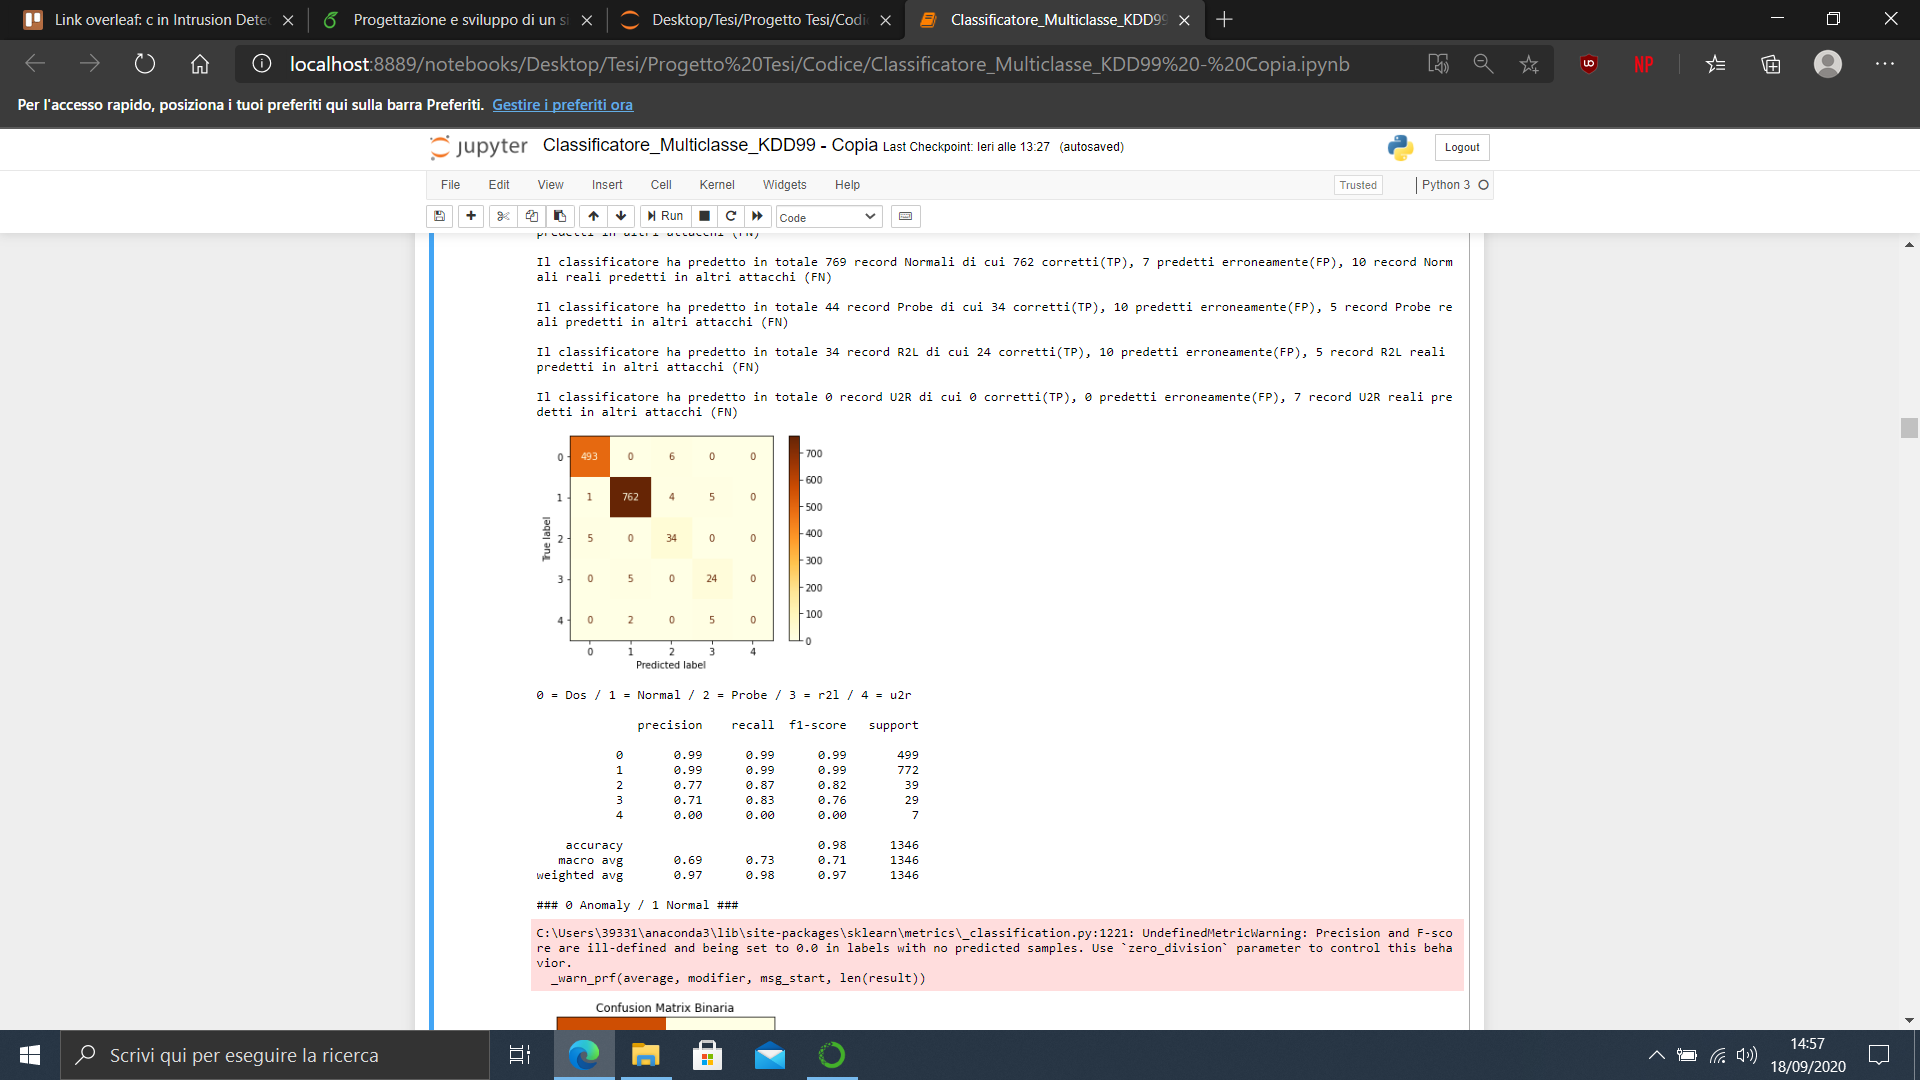 Link overleaf: c in Intrusion Dete
Progettazione e sviluppo di un si
Desktop/Tesi/Progetto Tesi/Codi
Classificatore_Multiclasse_KDD99
localhost:8889/notebooks/Desktop/Tesi/Progetto%20Tesi/Codice/Classificatore_Multiclasse_KDD99%20-%20Copia.ipynb
NP
Per l'accesso rapido, posiziona i tuoi preferiti qui sulla barra Preferiti. Gestire i preferiti ora
jupyter Classificatore_Multiclasse_KDD99 - Copia Last Checkpoint: Ieri alle 13:27 (autosaved)
Logout
File Edit View Insert Cell Kernel Widgets Help
Trusted
Python 3
Run
Code
predetti in altri attacchi (FN)
Il classificatore ha predetto in totale 769 record Normali di cui 762 corretti(TP), 7 predetti erroneamente(FP), 10 record Norm
ali reali predetti in altri attacchi (FN)
Il classificatore ha predetto in totale 44 record Probe di cui 34 corretti(TP), 10 predetti erroneamente(FP), 5 record Probe re
ali predetti in altri attacchi (FN)
Il classificatore ha predetto in totale 34 record R2L di cui 24 corretti(TP), 10 predetti erroneamente(FP), 5 record R2L reali
predetti in altri attacchi (FN)
Il classificatore ha predetto in totale 0 record U2R di cui 0 corretti(TP), 0 predetti erroneamente(FP), 7 record U2R reali pre
detti in altri attacchi (FN)
True label
0 493 0 6 0 0
1 1 762 4 5 0
2 5 0 34 0 0
3 0 5 0 24 0
4 0 2 0 5 0
0 1 2 3 4
Predicted label
700
600
500
400
300
200
100
0
0 = Dos / 1 = Normal / 2 = Probe / 3 = r2l / 4 = u2r
precision recall f1-score support
0 0.99 0.99 0.99 499
1 0.99 0.99 0.99 772
2 0.77 0.87 0.82 39
3 0.71 0.83 0.76 29
4 0.00 0.00 0.00 7
accuracy 0.98 1346
macro avg 0.69 0.73 0.71 1346
weighted avg 0.97 0.98 0.97 1346
### 0 Anomaly / 1 Normal ###
C:\Users\39331\anaconda3\lib\site-packages\sklearn\metrics\_classification.py:1221: UndefinedMetricWarning: Precision and F-sco
re are ill-defined and being set to 0.0 in labels with no predicted samples. Use `zero_division` parameter to control this beha
vior.
_warn_prf(average, modifier, msg_start, len(result))
Confusion Matrix Binaria
Scrivi qui per eseguire la ricerca
14:57
18/09/2020